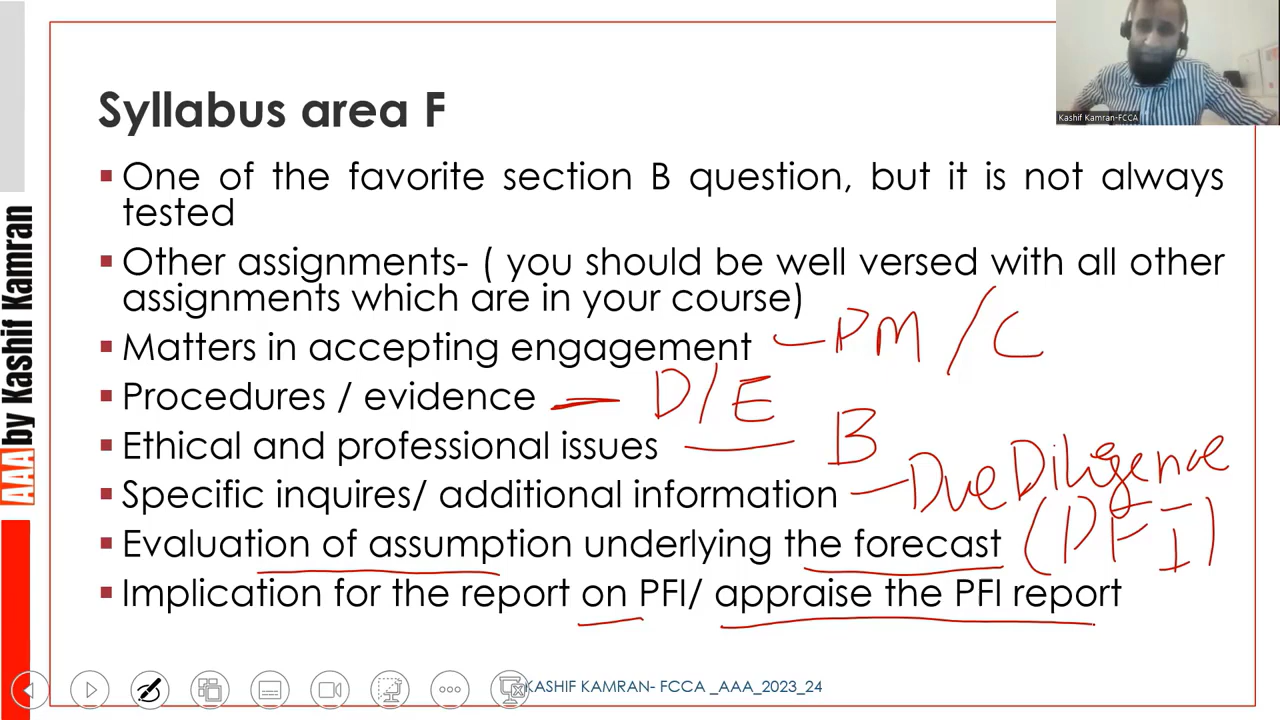 Syllabus area F
Kashif Kamran-FCCA
One of the favorite section B question, but it is not always
tested
Other assignments- ( you should be well versed with all other
assignments which are in your course)
Matters in accepting engagement PM / C
Procedures / evidence D/E
Ethical and professional issues B
Specific inquires/ additional information Due Diligence
Evaluation of assumption underlying the forecast (PFI)
Implication for the report on PFI/ appraise the PFI report
AAA by Kashif Kamran
KASHIF KAMRAN- FCCA _AAA_2023_24